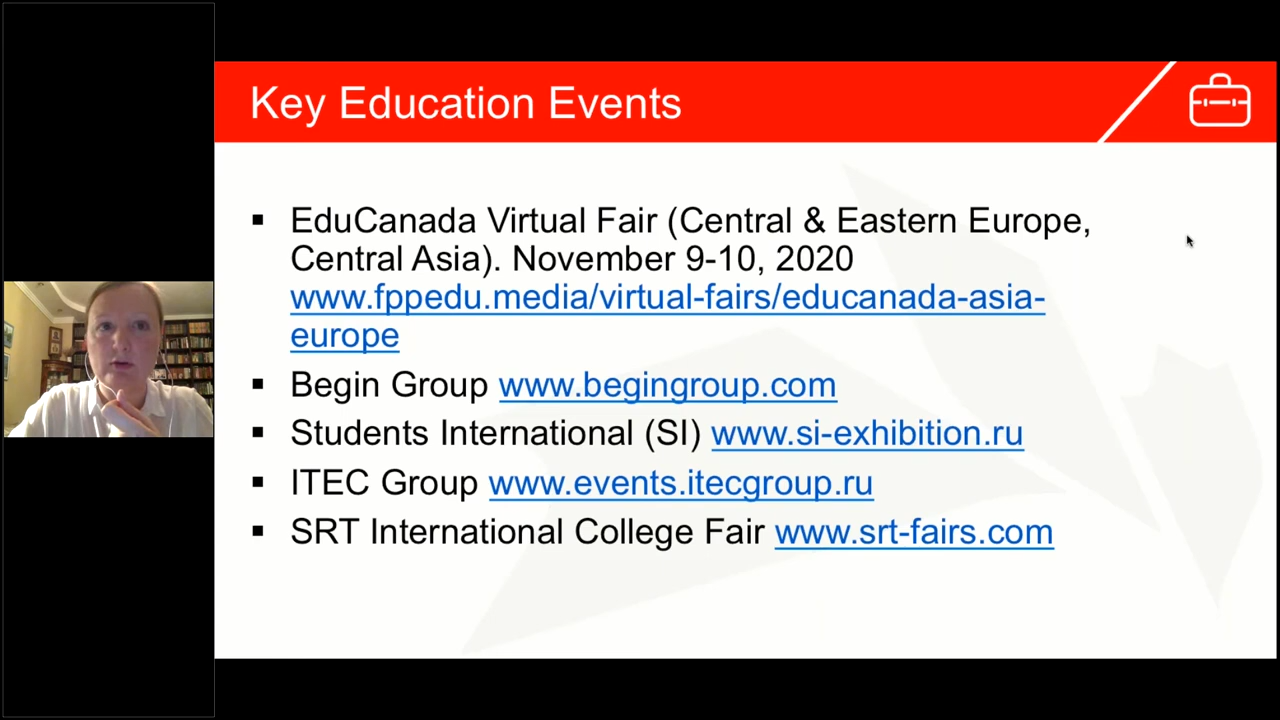 Key Education Events
▪ EduCanada Virtual Fair (Central & Eastern Europe,
Central Asia). November 9-10, 2020
www.fppedu.media/virtual-fairs/educanada-asia-
europe
▪ Begin Group www.begingroup.com
▪ Students International (SI) www.si-exhibition.ru
▪ ITEC Group www.events.itecgroup.ru
▪ SRT International College Fair www.srt-fairs.com